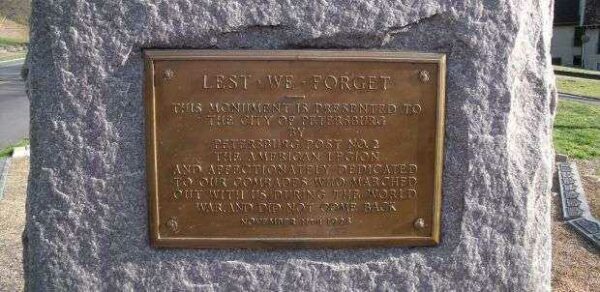 LEST WE FORGET
THIS MONUMENT IS PRESENTED TO
THE CITY OF PETERSBURG
BY
PETERSBURG POST NO. 2
THE AMERICAN LEGION
AND AFFECTIONATELY DEDICATED
TO OUR COMRADES WHO MARCHED
OUT WITH US DURING THE WORLD
WAR, AND DID NOT COME BACK
NOVEMBER 11TH